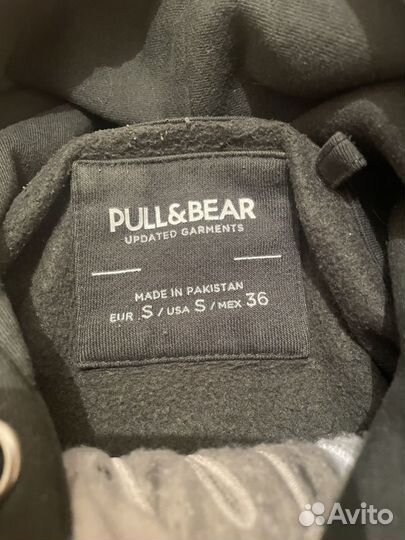 PULL&BEAR
UPDATED GARMENTS
MADE IN PAKISTAN
EUR S / USA S / MEX 36
Avito